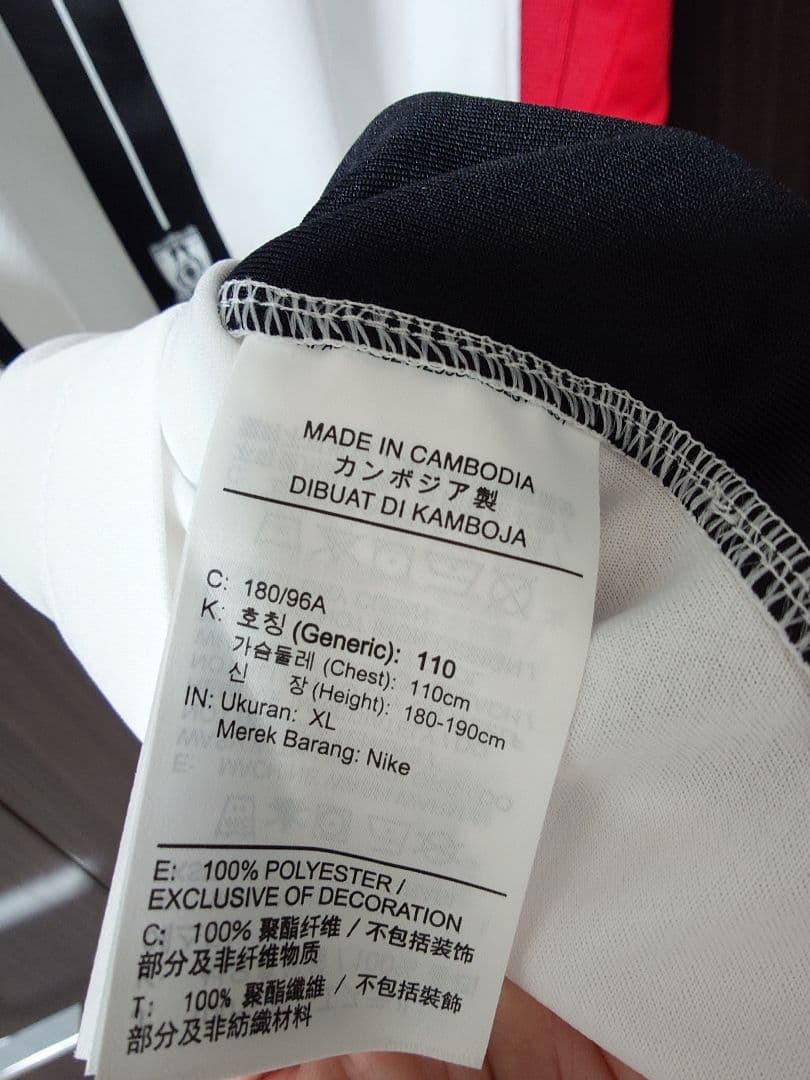 MADE IN CAMBODIA
カンボジア製
DIBUAT DI KAMBOJA
C: 180/96A
K: 호칭 (Generic): 110
가슴둘레 (Chest): 110cm
신 장 (Height): 180-190cm
IN: Ukuran: XL
Merek Barang: Nike
E: 100% POLYESTER /
EXCLUSIVE OF DECORATION
C: 100% 聚酯纤维 / 不包括装饰
部分及非纤维物质
T: 100% 聚酯纖維 / 不包括裝飾
部分及非紡織材料